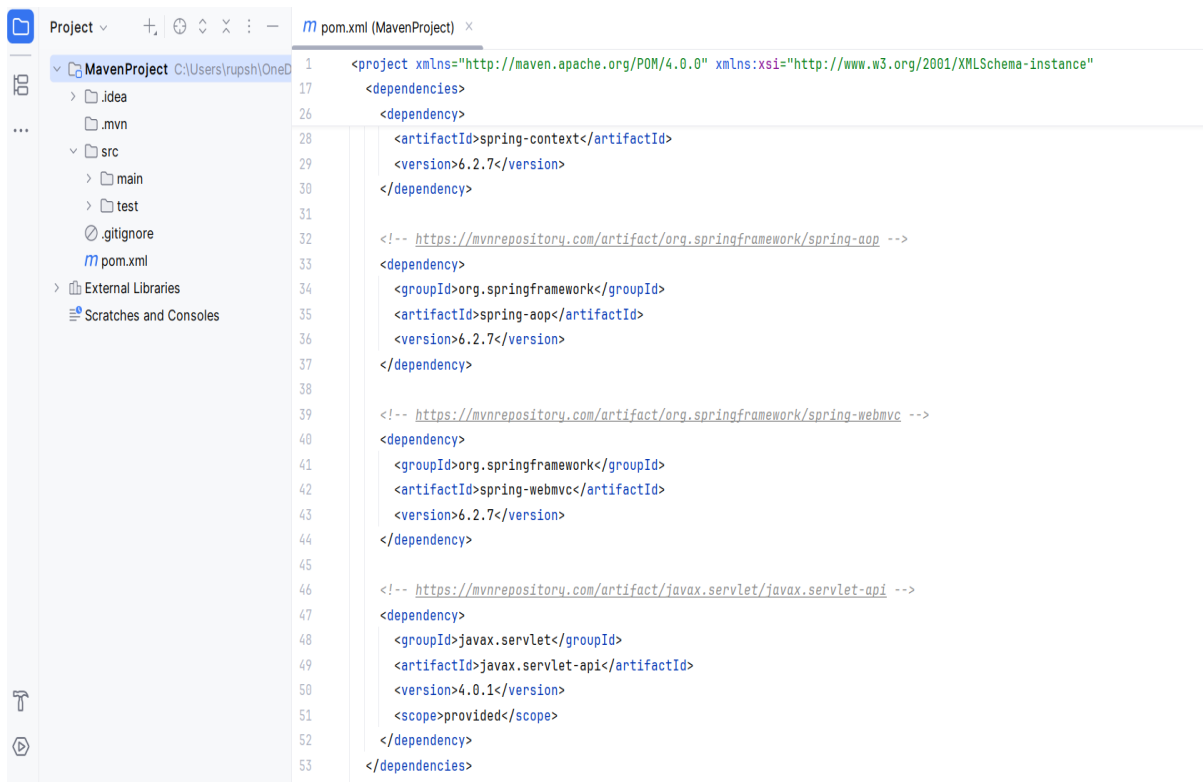 Project
MavenProject C:\Users\rupsh\OneD
.idea
.mvn
src
main
test
.gitignore
m pom.xml
External Libraries
Scratches and Consoles
m pom.xml (MavenProject) ×
1 <project xmlns="http://maven.apache.org/POM/4.0.0" xmlns:xsi="http://www.w3.org/2001/XMLSchema-instance"
17 <dependencies>
26 <dependency>
28 <artifactId>spring-context</artifactId>
29 <version>6.2.7</version>
30 </dependency>
31
32 <!-- https://mvnrepository.com/artifact/org.springframework/spring-aop -->
33 <dependency>
34 <groupId>org.springframework</groupId>
35 <artifactId>spring-aop</artifactId>
36 <version>6.2.7</version>
37 </dependency>
38
39 <!-- https://mvnrepository.com/artifact/org.springframework/spring-webmvc -->
40 <dependency>
41 <groupId>org.springframework</groupId>
42 <artifactId>spring-webmvc</artifactId>
43 <version>6.2.7</version>
44 </dependency>
45
46 <!-- https://mvnrepository.com/artifact/javax.servlet/javax.servlet-api -->
47 <dependency>
48 <groupId>javax.servlet</groupId>
49 <artifactId>javax.servlet-api</artifactId>
50 <version>4.0.1</version>
51 <scope>provided</scope>
52 </dependency>
53 </dependencies>